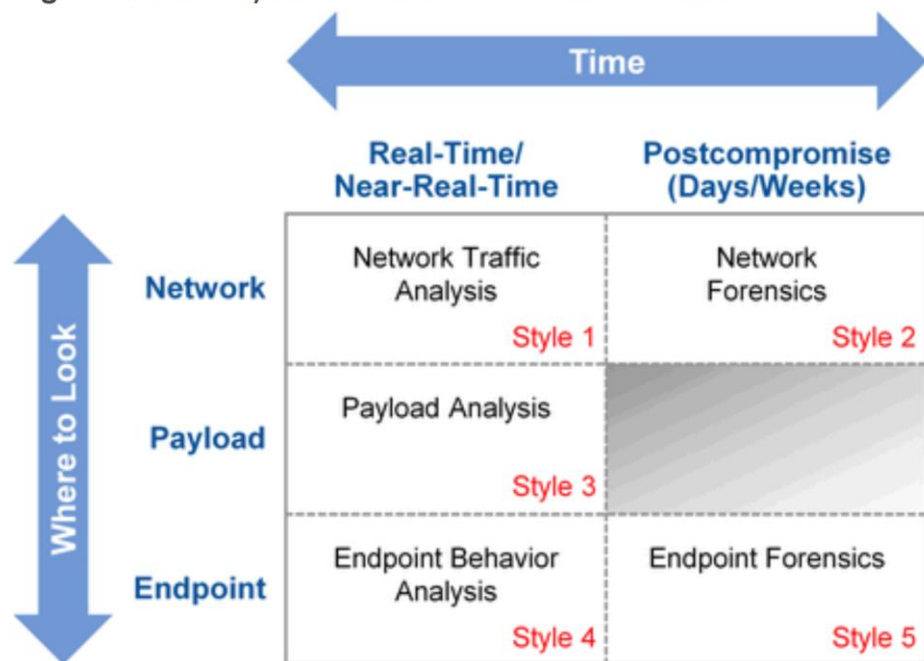 Time
Real-Time/
Near-Real-Time
Postcompromise
(Days/Weeks)
Where to Look
Network
Network Traffic
Analysis
Style 1
Network
Forensics
Style 2
Payload
Payload Analysis
Style 3
Endpoint
Endpoint Behavior
Analysis
Style 4
Endpoint Forensics
Style 5